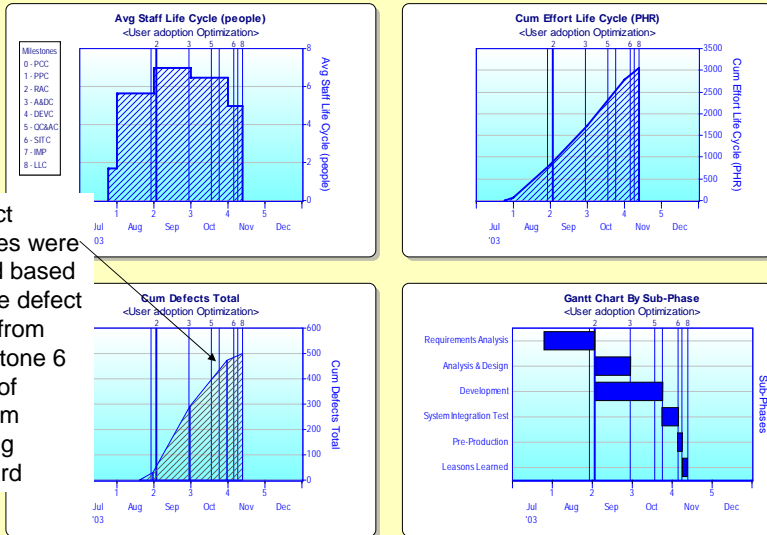 Avg Staff Life Cycle (people)
<User adoption Optimization>
2 3 5 6 8
Milestones
0 - PCC
1 - PPC
2 - RAC
3 - A&DC
4 - DEVC
5 - QC&AC
6 - SITC
7 - IMP
8 - LLC
8
6
4
2
0
Avg Staff Life Cycle (people)
1 2 3 4 5
Jul Aug Sep Oct Nov Dec
'03
Cum Effort Life Cycle (PHR)
<User adoption Optimization>
2 3 5 6 8
3500
3000
2500
2000
1500
1000
500
0
Cum Effort Life Cycle (PHR)
1 2 3 4 5
Jul Aug Sep Oct Nov Dec
'03
ct
es were
d based
e defect
from
tone 6
of
m
g
rd
Cum Defects Total
<User adoption Optimization>
2 3 5 6 8
600
500
400
300
200
100
0
Cum Defects Total
1 2 3 4 5
Jul Aug Sep Oct Nov Dec
'03
Gantt Chart By Sub-Phase
<User adoption Optimization>
2 3 5 6 8
Requirements Analysis
Analysis & Design
Development
System Integration Test
Pre-Production
Leasons Learned
Sub-Phases
1 2 3 4 5
Jul Aug Sep Oct Nov Dec
'03